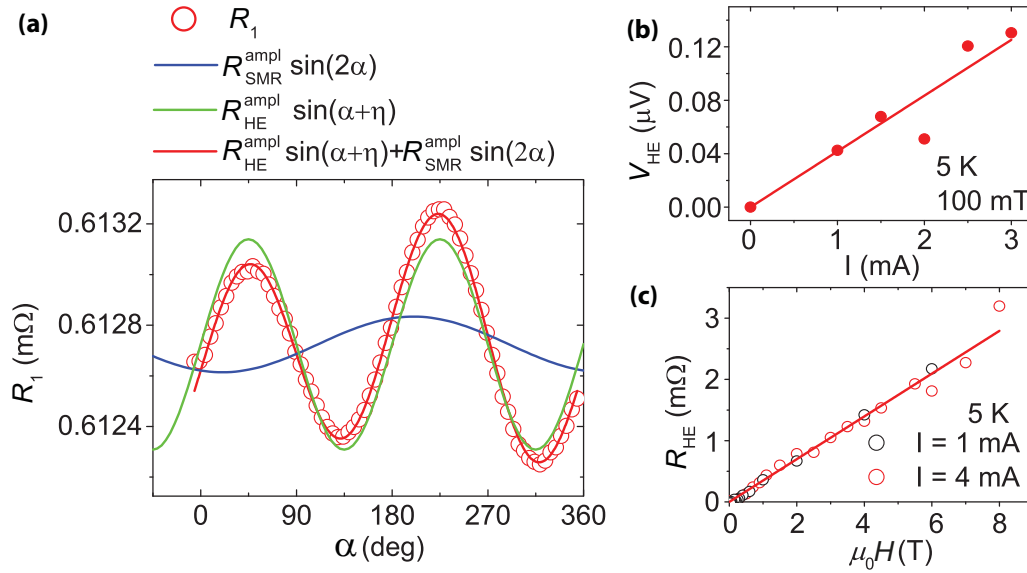 (a)
R₁
R_SMR^ampl sin(2α)
R_HE^ampl sin(α+η)
R_HE^ampl sin(α+η)+R_SMR^ampl sin(2α)
0.6132
0.6128
0.6124
R₁ (mΩ)
0 90 180 270 360
α (deg)
(b)
0.12
0.08
0.04
0.00
V_HE (μV)
5 K
100 mT
0 1 2 3
I (mA)
(c)
3
2
1
0
R_HE (mΩ)
5 K
I = 1 mA
I = 4 mA
0 2 4 6 8
μ₀H (T)